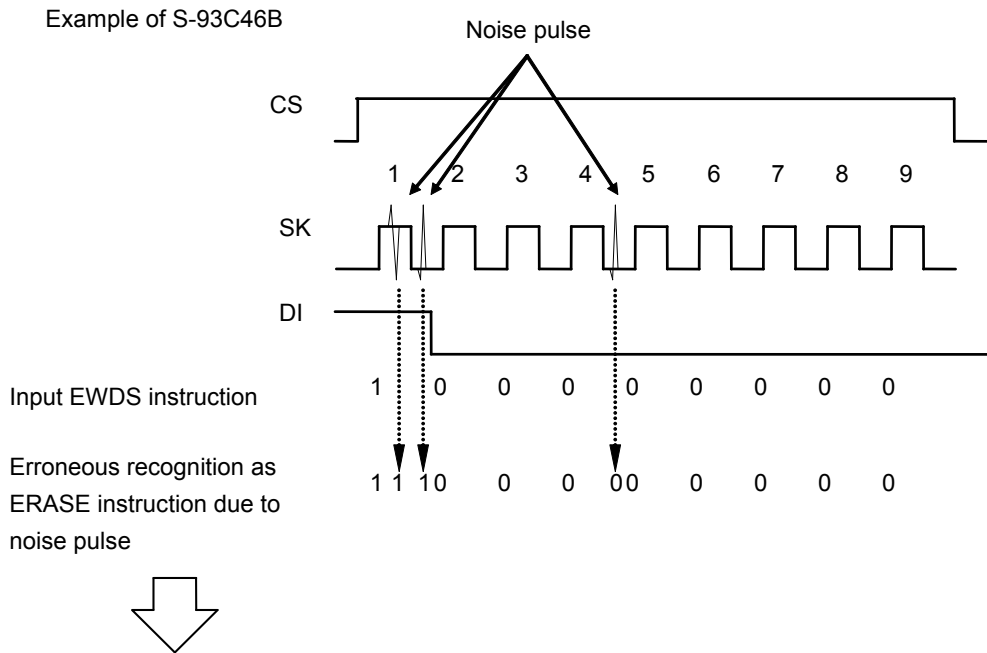 Example of S-93C46B
Noise pulse
CS
1 2 3 4 5 6 7 8 9
SK
DI
Input EWDS instruction
1 0 0 0 0 0 0 0 0
Erroneous recognition as
ERASE instruction due to
noise pulse
1 1 1 0 0 0 0 0 0 0 0 0